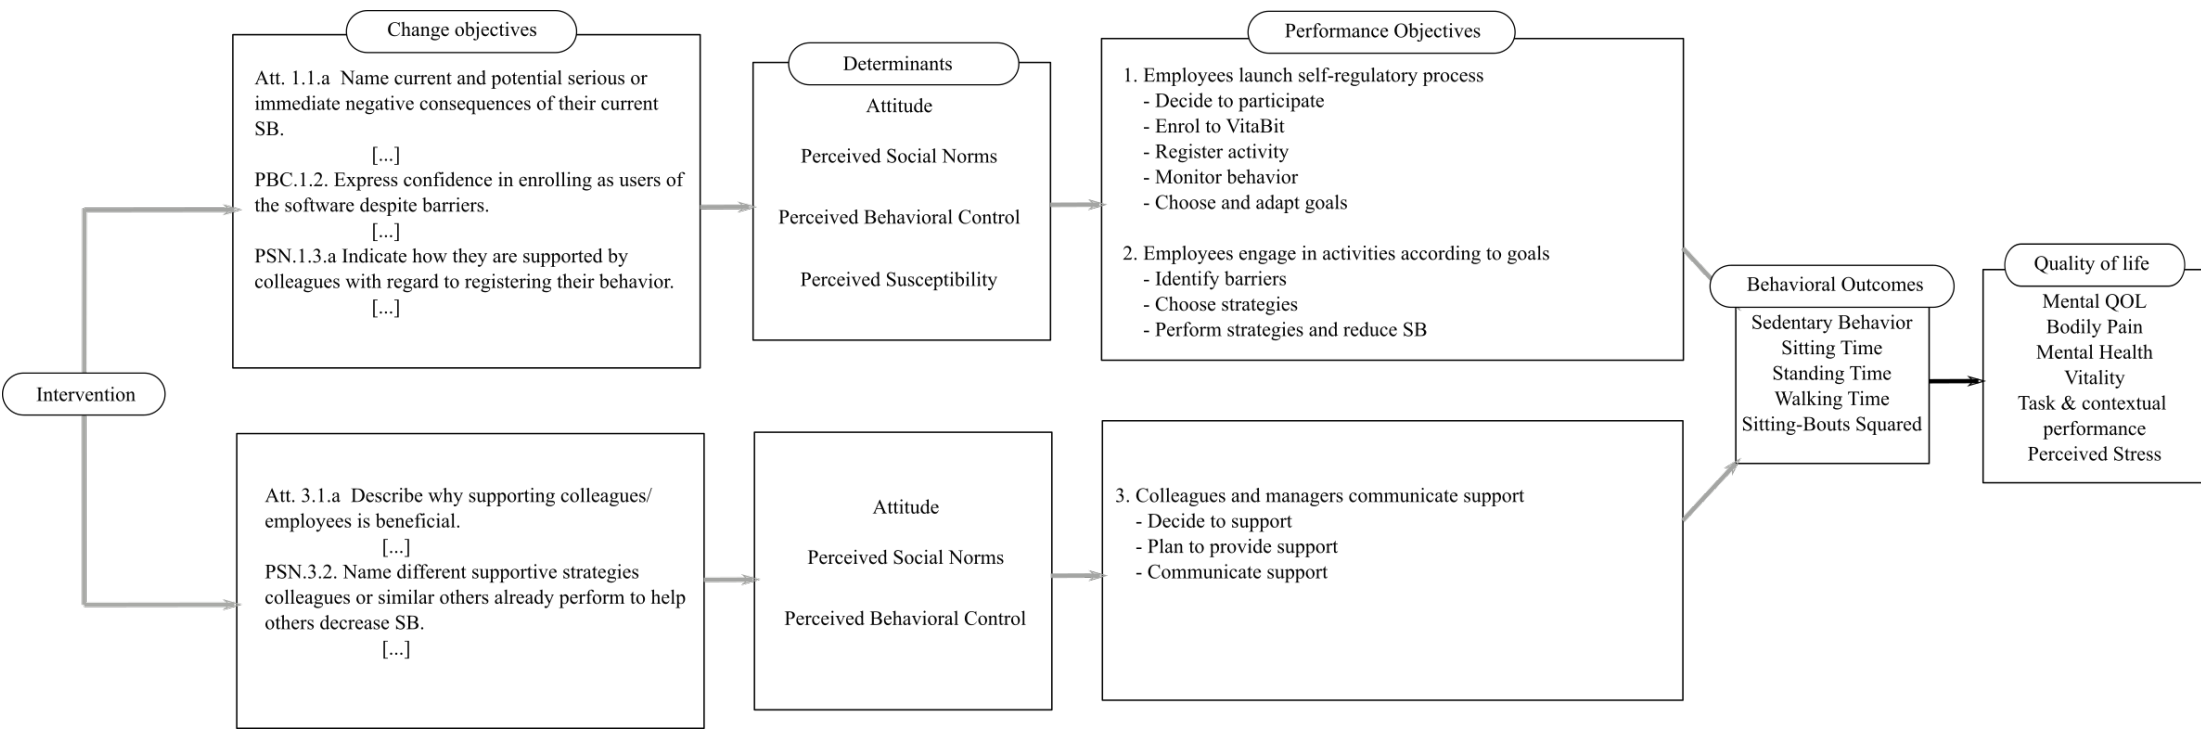 Intervention
Change objectives
Att. 1.1.a  Name current and potential serious or
immediate negative consequences of their current
SB.
[...]
PBC.1.2. Express confidence in enrolling as users of
the software despite barriers.
[...]
PSN.1.3.a Indicate how they are supported by
colleagues with regard to registering their behavior.
[...]
Determinants
Attitude
Perceived Social Norms
Perceived Behavioral Control
Perceived Susceptibility
Performance Objectives
1. Employees launch self-regulatory process
- Decide to participate
- Enrol to VitaBit
- Register activity
- Monitor behavior
- Choose and adapt goals
2. Employees engage in activities according to goals
- Identify barriers
- Choose strategies
- Perform strategies and reduce SB
Att. 3.1.a  Describe why supporting colleagues/
employees is beneficial.
[...]
PSN.3.2. Name different supportive strategies
colleagues or similar others already perform to help
others decrease SB.
[...]
Attitude
Perceived Social Norms
Perceived Behavioral Control
3. Colleagues and managers communicate support
- Decide to support
- Plan to provide support
- Communicate support
Behavioral Outcomes
Sedentary Behavior
Sitting Time
Standing Time
Walking Time
Sitting-Bouts Squared
Quality of life
Mental QOL
Bodily Pain
Mental Health
Vitality
Task & contextual
performance
Perceived Stress